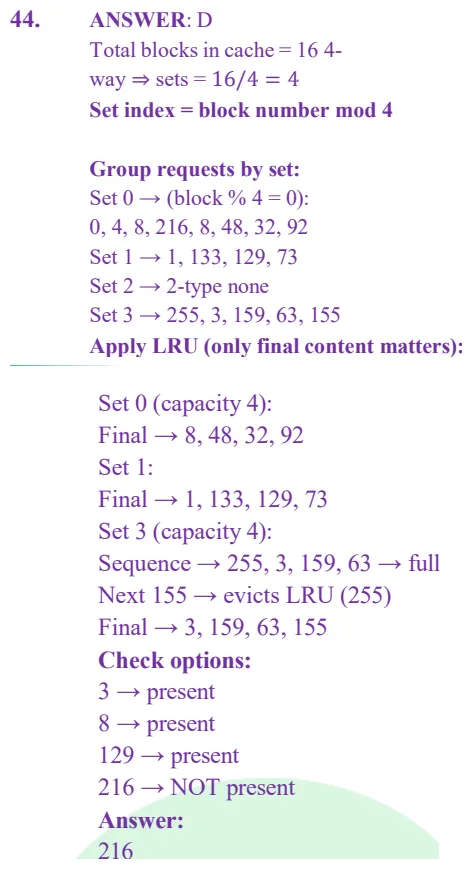 44. ANSWER: D
Total blocks in cache = 16 4-
way ⇒ sets = 16/4 = 4
Set index = block number mod 4
Group requests by set:
Set 0 → (block % 4 = 0):
0, 4, 8, 216, 8, 48, 32, 92
Set 1 → 1, 133, 129, 73
Set 2 → 2-type none
Set 3 → 255, 3, 159, 63, 155
Apply LRU (only final content matters):
Set 0 (capacity 4):
Final → 8, 48, 32, 92
Set 1:
Final → 1, 133, 129, 73
Set 3 (capacity 4):
Sequence → 255, 3, 159, 63 → full
Next 155 → evicts LRU (255)
Final → 3, 159, 63, 155
Check options:
3 → present
8 → present
129 → present
216 → NOT present
Answer:
216